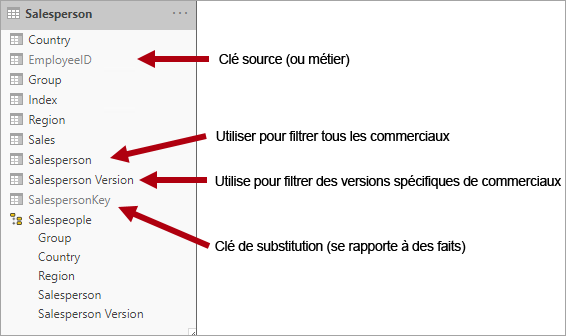 Salesperson ...
Country
EmployeeID
Clé source (ou métier)
Group
Index
Region
Sales
Utiliser pour filtrer tous les commerciaux
Salesperson
Salesperson Version
Utilise pour filtrer des versions spécifiques de commerciaux
SalespersonKey
Salespeople
Group
Clé de substitution (se rapporte à des faits)
Country
Region
Salesperson
Salesperson Version